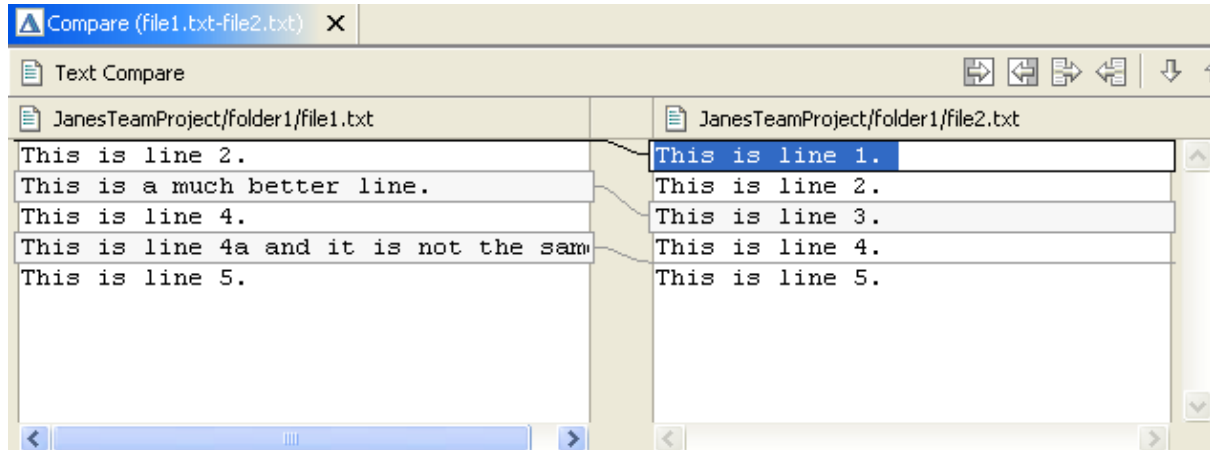 Compare (file1.txt-file2.txt)
Text Compare
JanesTeamProject/folder1/file1.txt
JanesTeamProject/folder1/file2.txt
This is line 2.
This is a much better line.
This is line 4.
This is line 4a and it is not the
This is line 5.
This is line 1.
This is line 2.
This is line 3.
This is line 4.
This is line 5.